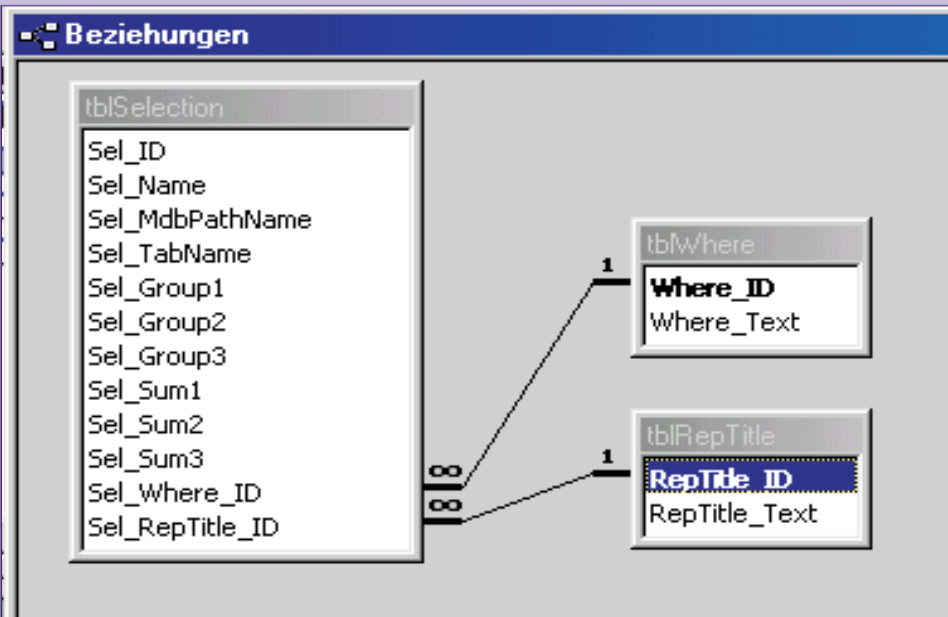 Beziehungen
tblSelection
Sel_ID
Sel_Name
Sel_MdbPathName
Sel_TabName
Sel_Group1
Sel_Group2
Sel_Group3
Sel_Sum1
Sel_Sum2
Sel_Sum3
Sel_Where_ID
Sel_RepTitle_ID
∞
∞
1
tblWhere
Where_ID
Where_Text
1
tblRepTitle
RepTitle_ID
RepTitle_Text